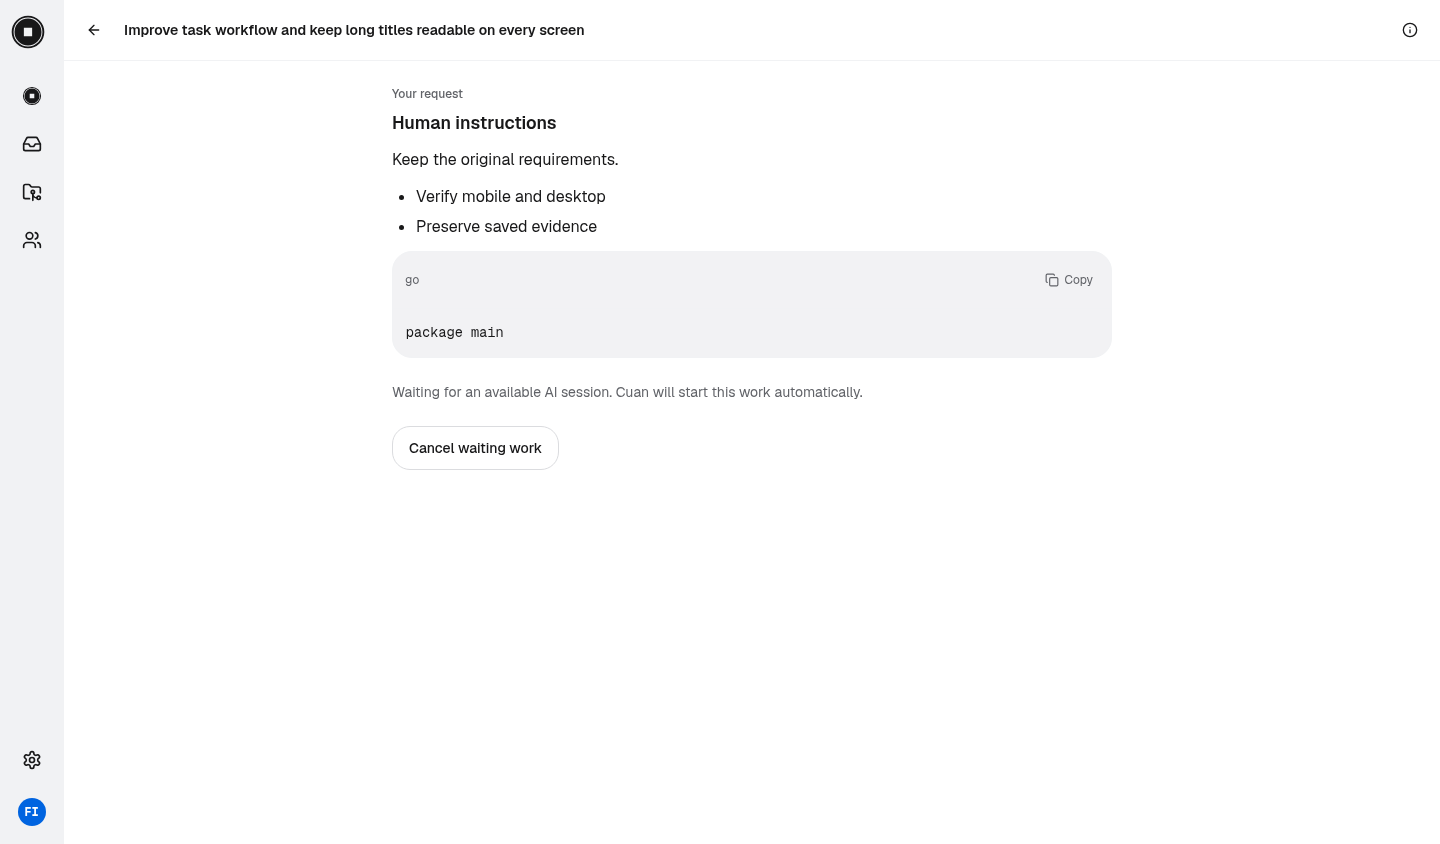 Improve task workflow and keep long titles readable on every screen
Your request
Human instructions
Keep the original requirements.
Verify mobile and desktop
Preserve saved evidence
go
Copy
package main
Waiting for an available AI session. Cuan will start this work automatically.
Cancel waiting work
FI